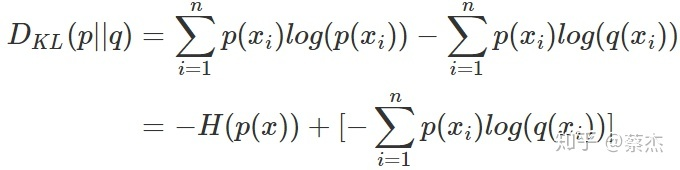 D_{KL}(p||q) = \sum_{i=1}^{n} p(x_i)log(p(x_i)) - \sum_{i=1}^{n} p(x_i)log(q(x_i))
= -H(p(x)) + [-\sum_{i=1}^{n} p(x_i)log(q(x_i))]
知乎 @蔡杰